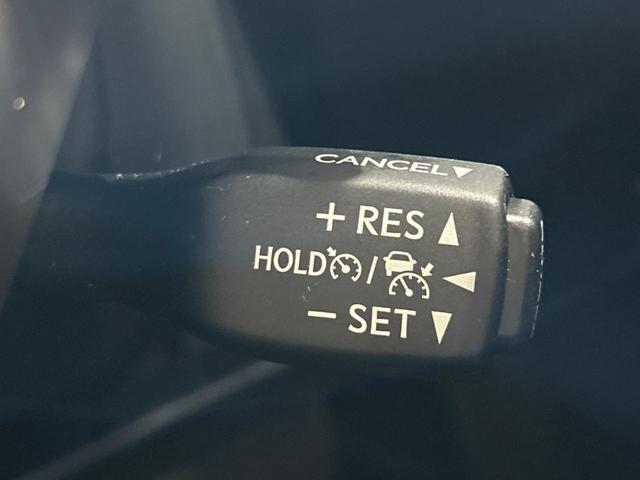 CANCEL▼
+ RES ▲
HOLD / ◀
− SET ▼